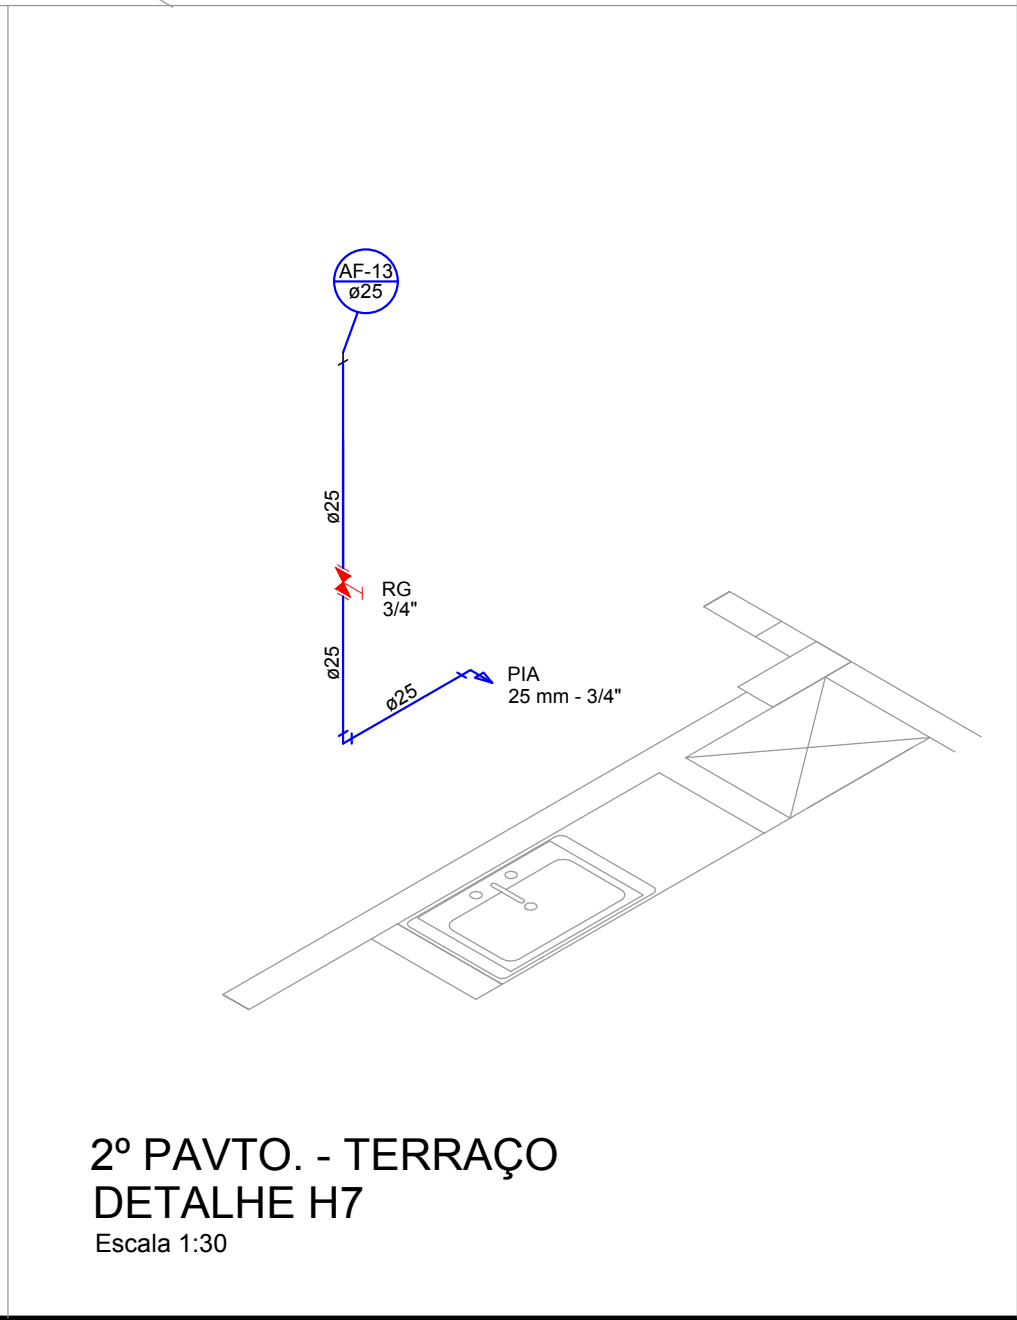 AF-13
ø25
ø25
RG
3/4"
ø25
ø25
PIA
25 mm - 3/4"
2º PAVTO. - TERRAÇO
DETALHE H7
Escala 1:30